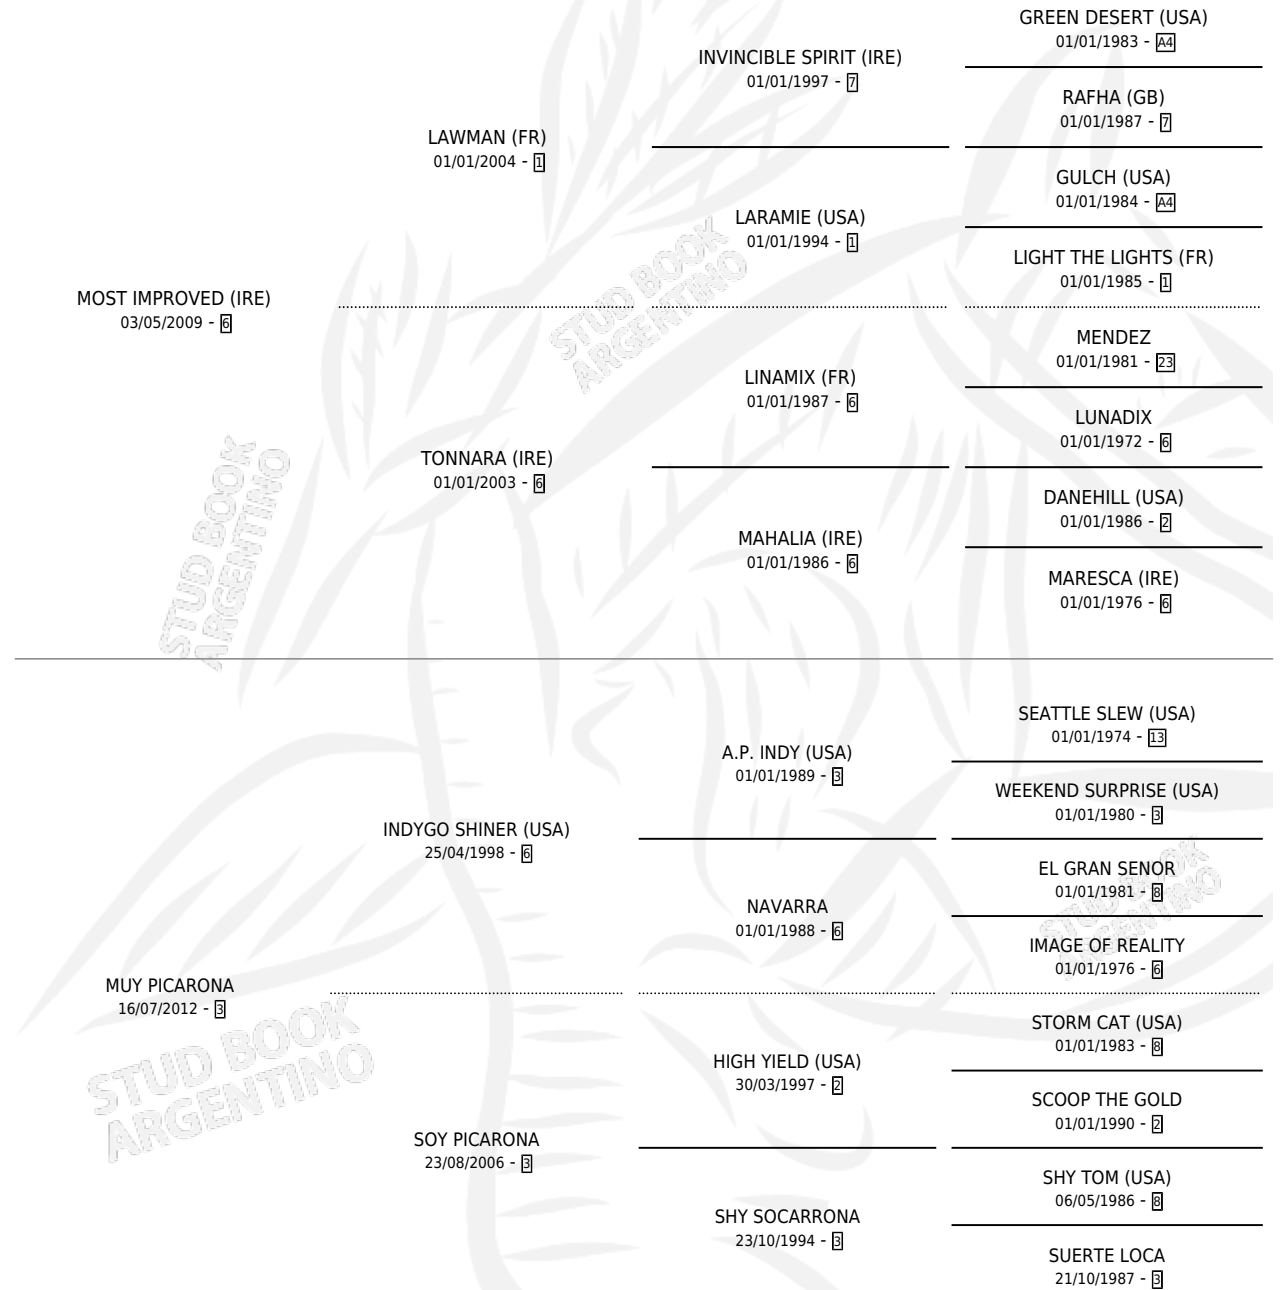 GREEN DESERT (USA)
01/01/1983 - A4
INVINCIBLE SPIRIT (IRE)
01/01/1997 - 7
RAFHA (GB)
01/01/1987 - 7
LAWMAN (FR)
01/01/2004 - 1
GULCH (USA)
01/01/1984 - A4
LARAMIE (USA)
01/01/1994 - 1
LIGHT THE LIGHTS (FR)
01/01/1985 - 1
MOST IMPROVED (IRE)
03/05/2009 - 6
MENDEZ
01/01/1981 - 23
LINAMIX (FR)
01/01/1987 - 6
LUNADIX
01/01/1972 - 6
TONNARA (IRE)
01/01/2003 - 6
DANEHILL (USA)
01/01/1986 - 2
MAHALIA (IRE)
01/01/1986 - 6
MARESCA (IRE)
01/01/1976 - 6
SEATTLE SLEW (USA)
01/01/1974 - 13
A.P. INDY (USA)
01/01/1989 - 3
WEEKEND SURPRISE (USA)
01/01/1980 - 3
INDYGO SHINER (USA)
25/04/1998 - 6
EL GRAN SENOR
01/01/1981 - 8
NAVARRA
01/01/1988 - 6
IMAGE OF REALITY
01/01/1976 - 6
MUY PICARONA
16/07/2012 - 3
STORM CAT (USA)
01/01/1983 - 8
HIGH YIELD (USA)
30/03/1997 - 2
SCOOP THE GOLD
01/01/1990 - 2
SOY PICARONA
23/08/2006 - 3
SHY TOM (USA)
06/05/1986 - 8
SHY SOCARRONA
23/10/1994 - 3
SUERTE LOCA
21/10/1987 - 3
STUD BOOK
ARGENTINO
STUD BOOK
ARGENTINO
STUD BOOK
ARGENTINO
STUD BOOK
ARGENTINO